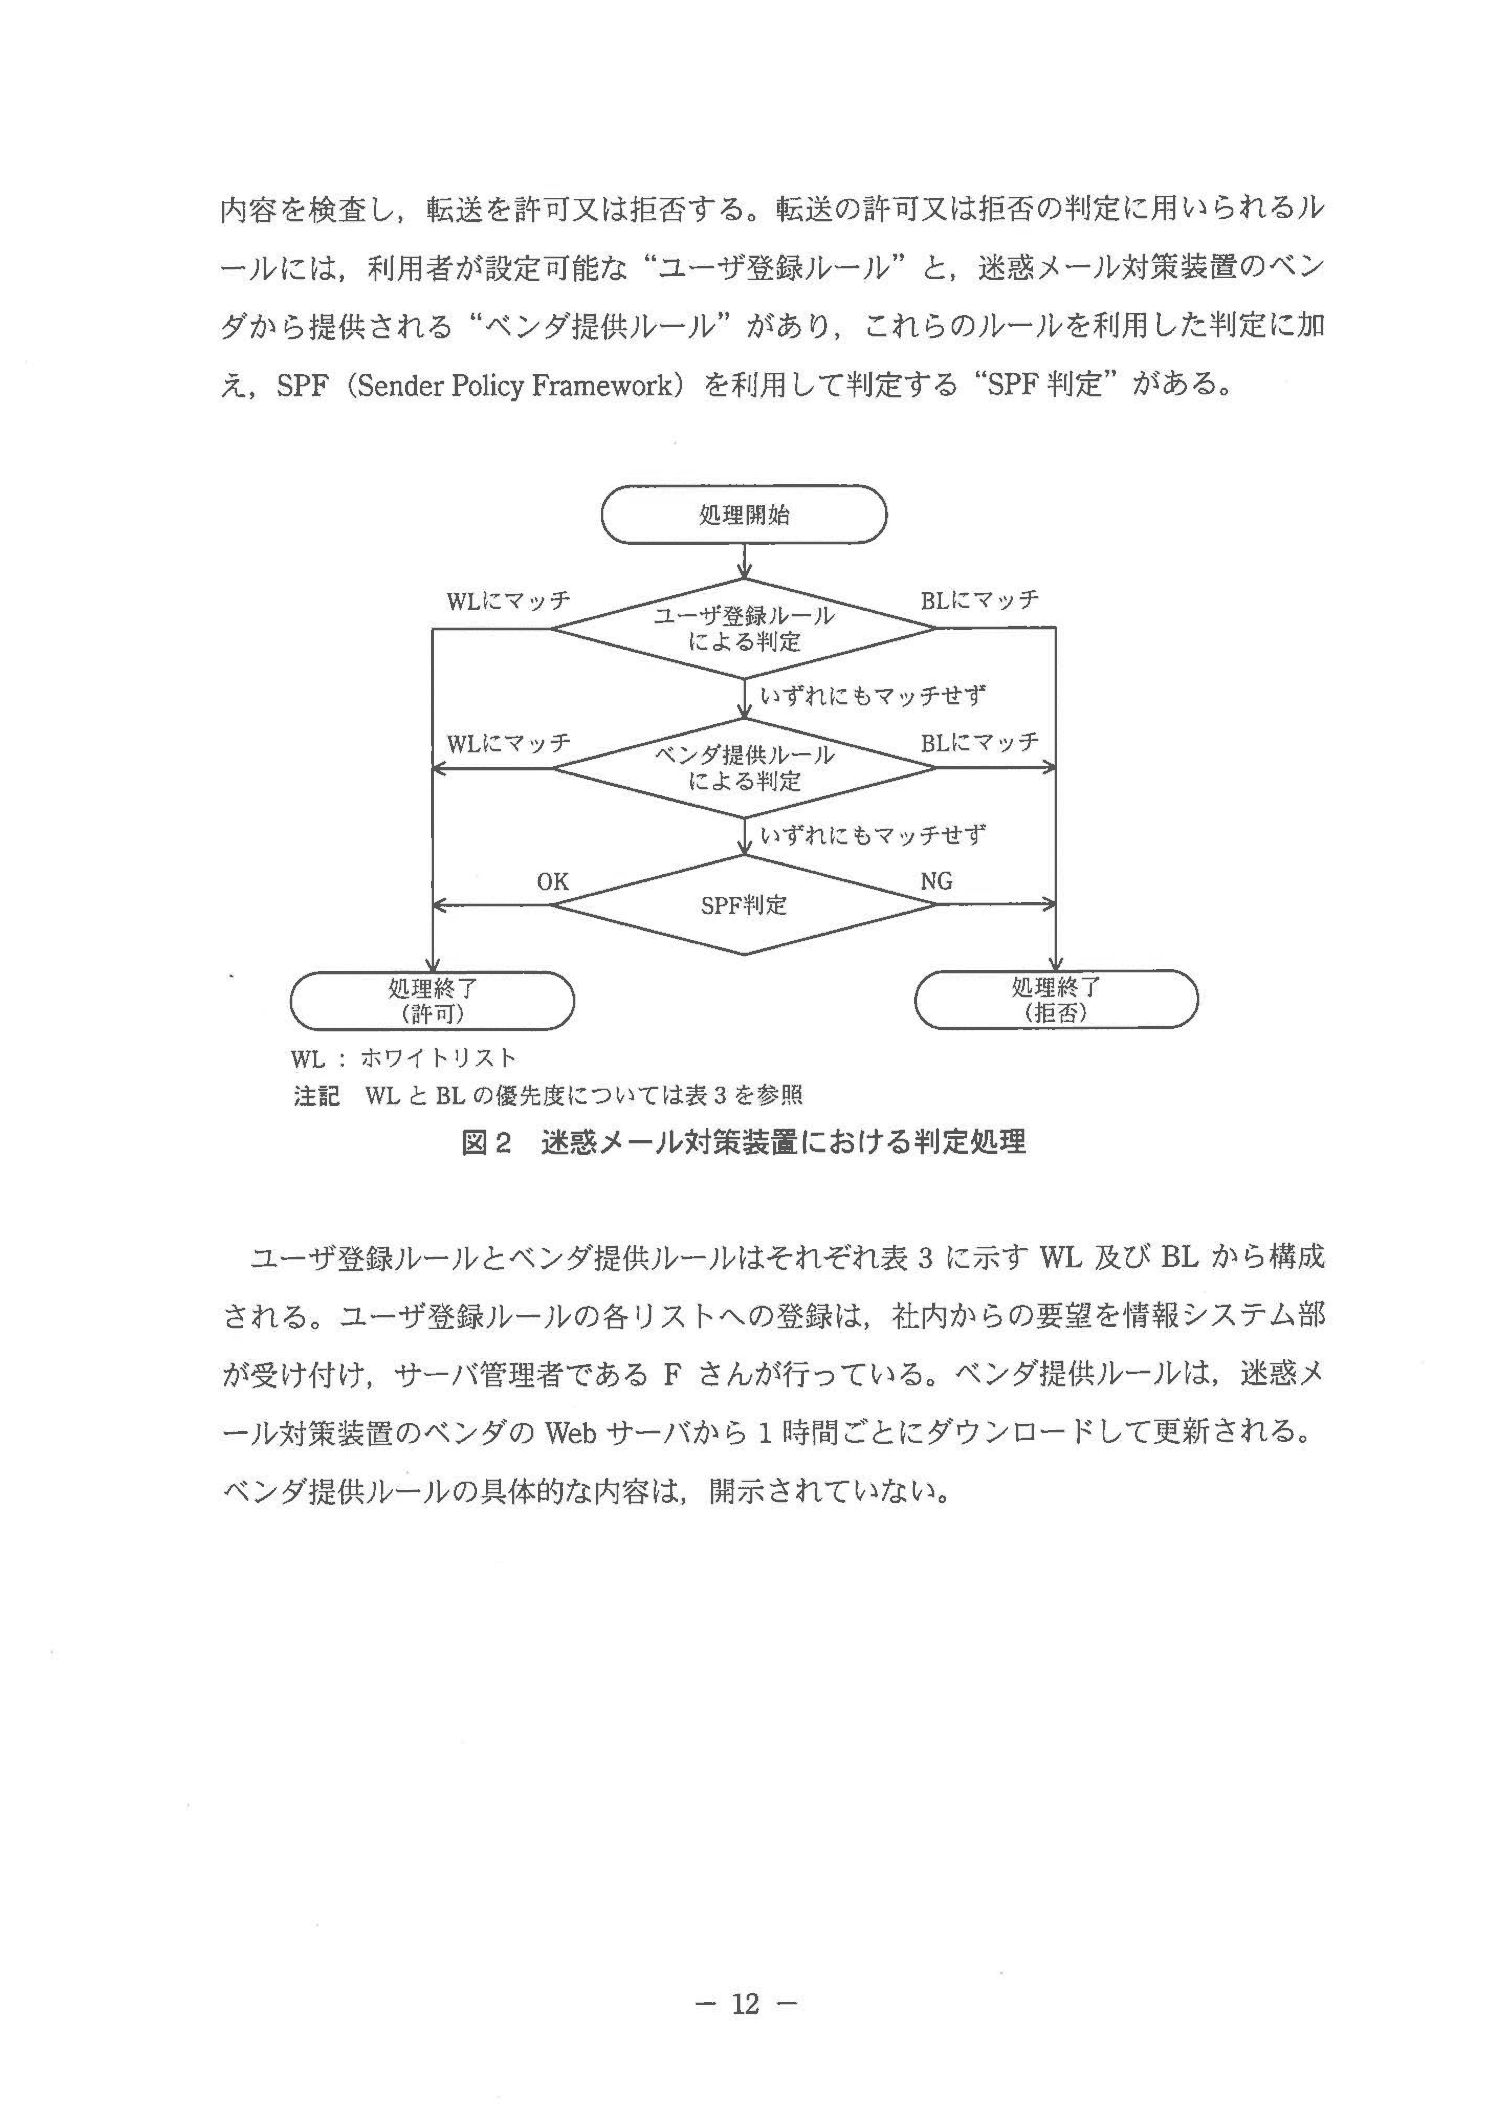 内容を検査し，転送を許可又は拒否する。転送の許可又は拒否の判定に用いられるル
ールには，利用者が設定可能な“ユーザ登録ルール”と，迷惑メール対策装置のベン
ダから提供される“ベンダ提供ルール”があり，これらのルールを利用した判定に加
え，SPF（Sender Policy Framework）を利用して判定する“SPF 判定”がある。
処理開始
WLにマッチ
ユーザ登録ルール
による判定
BLにマッチ
いずれにもマッチせず
WLにマッチ
ベンダ提供ルール
による判定
BLにマッチ
いずれにもマッチせず
OK
SPF判定
NG
処理終了
（許可）
処理終了
（拒否）
WL：ホワイトリスト
注記　WL と BL の優先度については表 3 を参照
図 2　迷惑メール対策装置における判定処理
ユーザ登録ルールとベンダ提供ルールはそれぞれ表 3 に示す WL 及び BL から構成
される。ユーザ登録ルールの各リストへの登録は，社内からの要望を情報システム部
が受け付け，サーバ管理者である F さんが行っている。ベンダ提供ルールは，迷惑メ
ール対策装置のベンダの Web サーバから 1 時間ごとにダウンロードして更新される。
ベンダ提供ルールの具体的な内容は，開示されていない。
－ 12 －